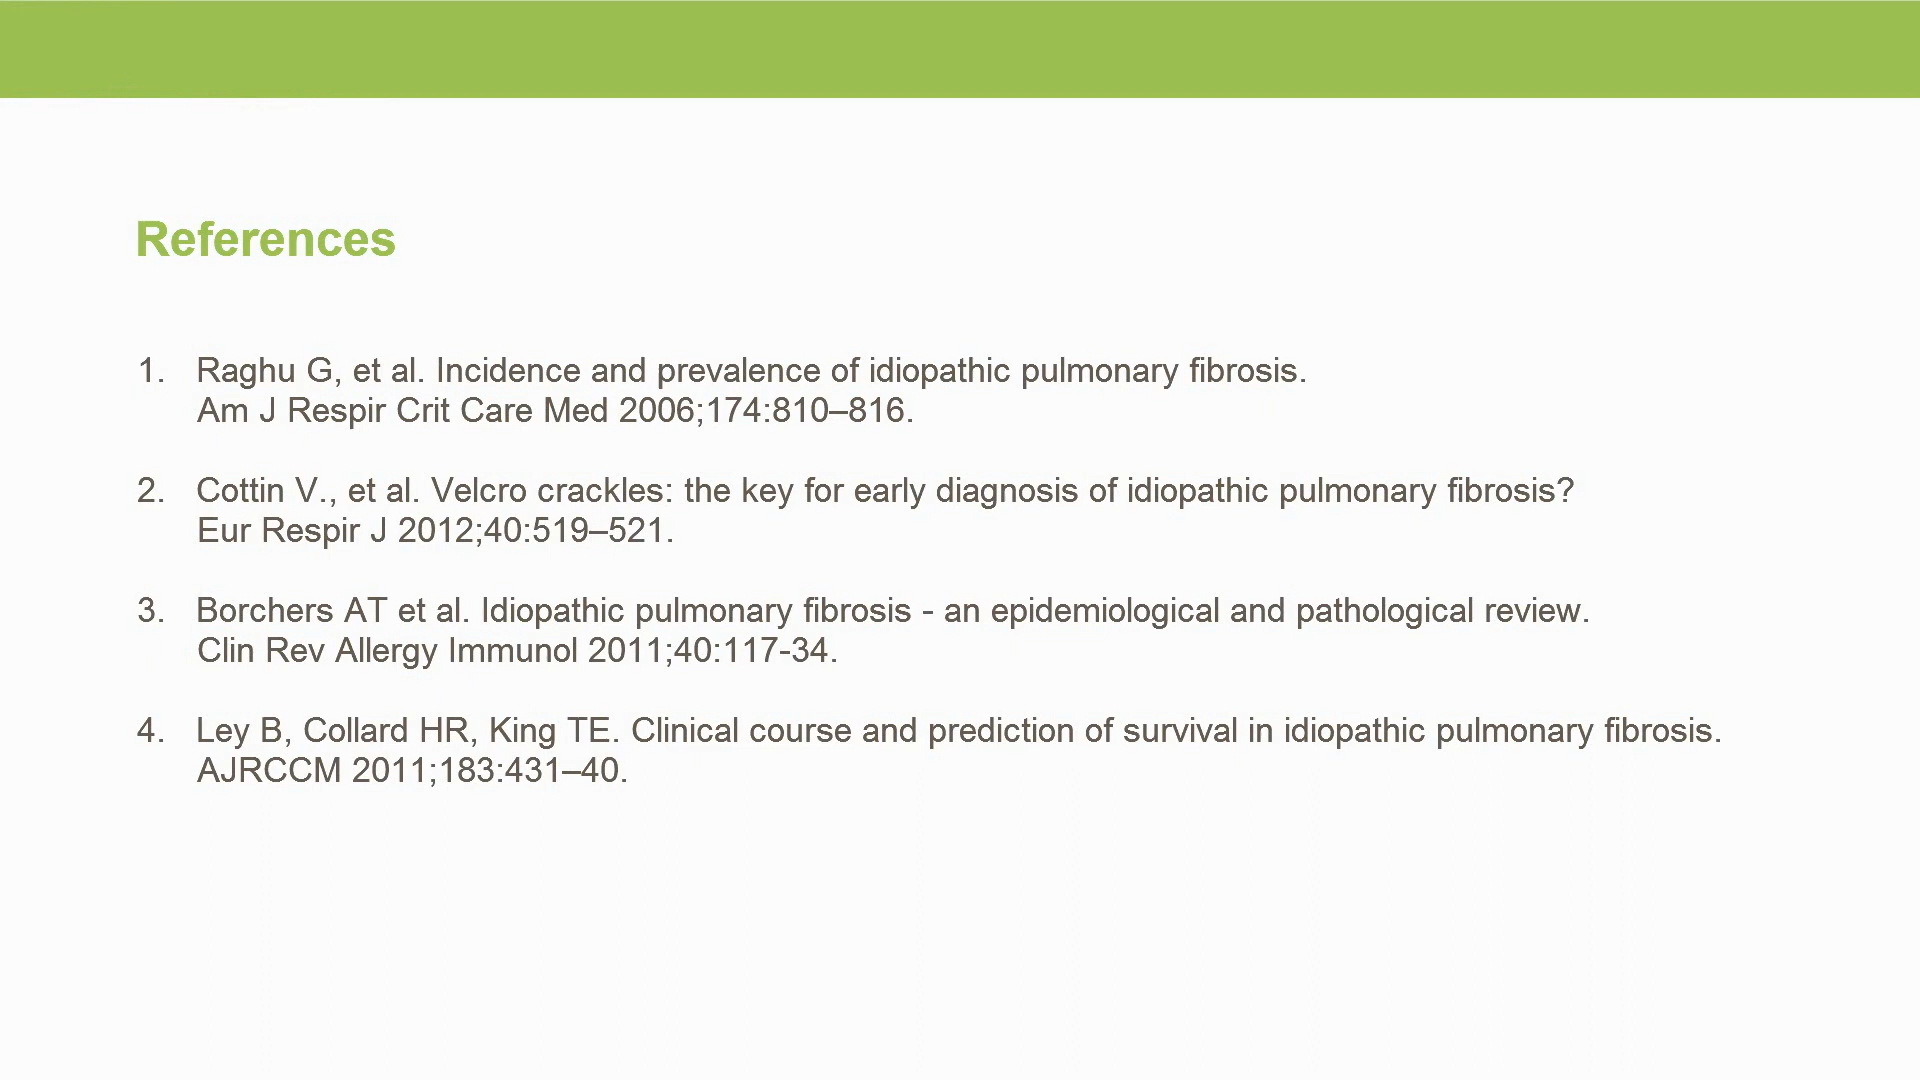 References
1. Raghu G, et al. Incidence and prevalence of idiopathic pulmonary fibrosis.
Am J Respir Crit Care Med 2006;174:810–816.
2. Cottin V., et al. Velcro crackles: the key for early diagnosis of idiopathic pulmonary fibrosis?
Eur Respir J 2012;40:519–521.
3. Borchers AT et al. Idiopathic pulmonary fibrosis - an epidemiological and pathological review.
Clin Rev Allergy Immunol 2011;40:117-34.
4. Ley B, Collard HR, King TE. Clinical course and prediction of survival in idiopathic pulmonary fibrosis.
AJRCCM 2011;183:431–40.